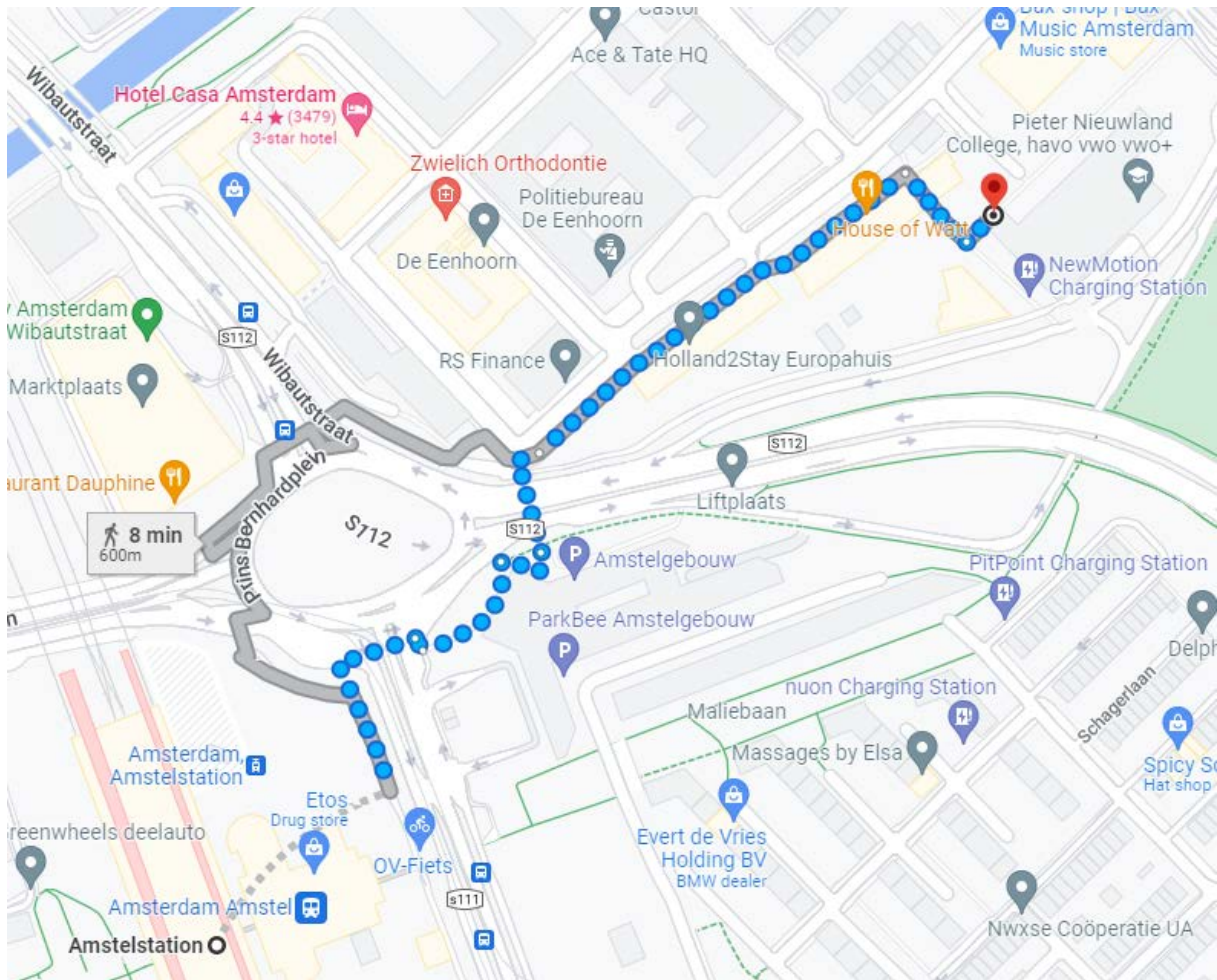 Castor
Ace & Tate HQ
Bax-shop | Bax
Music Amsterdam
Music store
Wibautstraat
Hotel Casa Amsterdam
4.4 ★ (3479)
3-star hotel
Pieter Nieuwland
College, havo vwo vwo+
Zwielich Orthodontie
Politiebureau
De Eenhoorn
De Eenhoorn
House of Watt
NewMotion
Charging Station
y Amsterdam
Wibautstraat
S112
Wibautstraat
RS Finance
Holland2Stay Europahuis
Marktplaats
S112
aurant Dauphine
Liftplaats
8 min
600m
Prins Bernhardplein
S112
S112
Amstelgebouw
PitPoint Charging Station
n
ParkBee Amstelgebouw
Delph
nuon Charging Station
Maliebaan
Schagerlaan
Amsterdam,
Amstelstation
Massages by Elsa
Spicy So
Hat shop
Etos
Drug store
Greenwheels deelauto
OV-Fiets
Evert de Vries
Holding BV
BMW dealer
Amsterdam Amstel
s111
Amstelstation
Nwxse Coöperatie UA